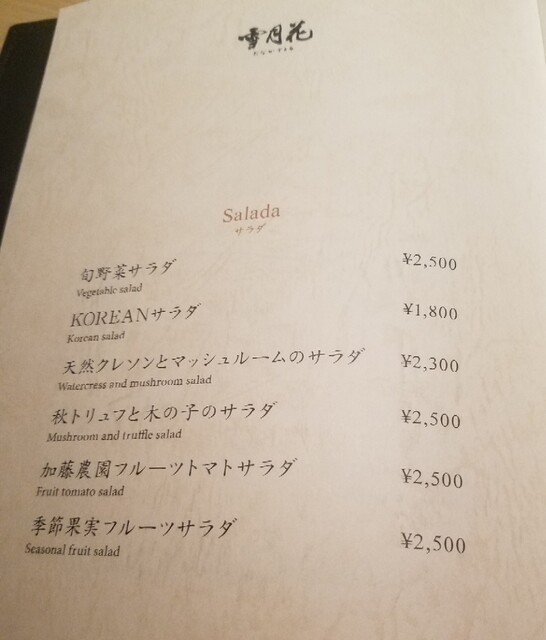 雪月花
Salada
サラダ
旬野菜サラダ ¥2,500
Vegetable salad
KOREANサラダ ¥1,800
Korean salad
天然クレソンとマッシュルームのサラダ ¥2,300
Watercress and mushroom salad
秋トリュフと木の子のサラダ ¥2,500
Mushroom and truffle salad
加藤農園フルーツトマトサラダ ¥2,500
Fruit tomato salad
季節果実フルーツサラダ ¥2,500
Seasonal fruit salad